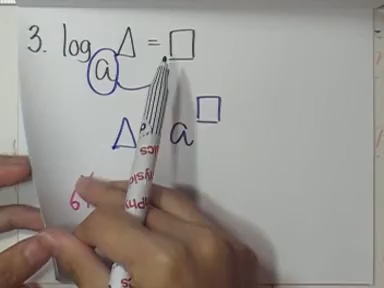 3. log a Δ = □
Δ a □